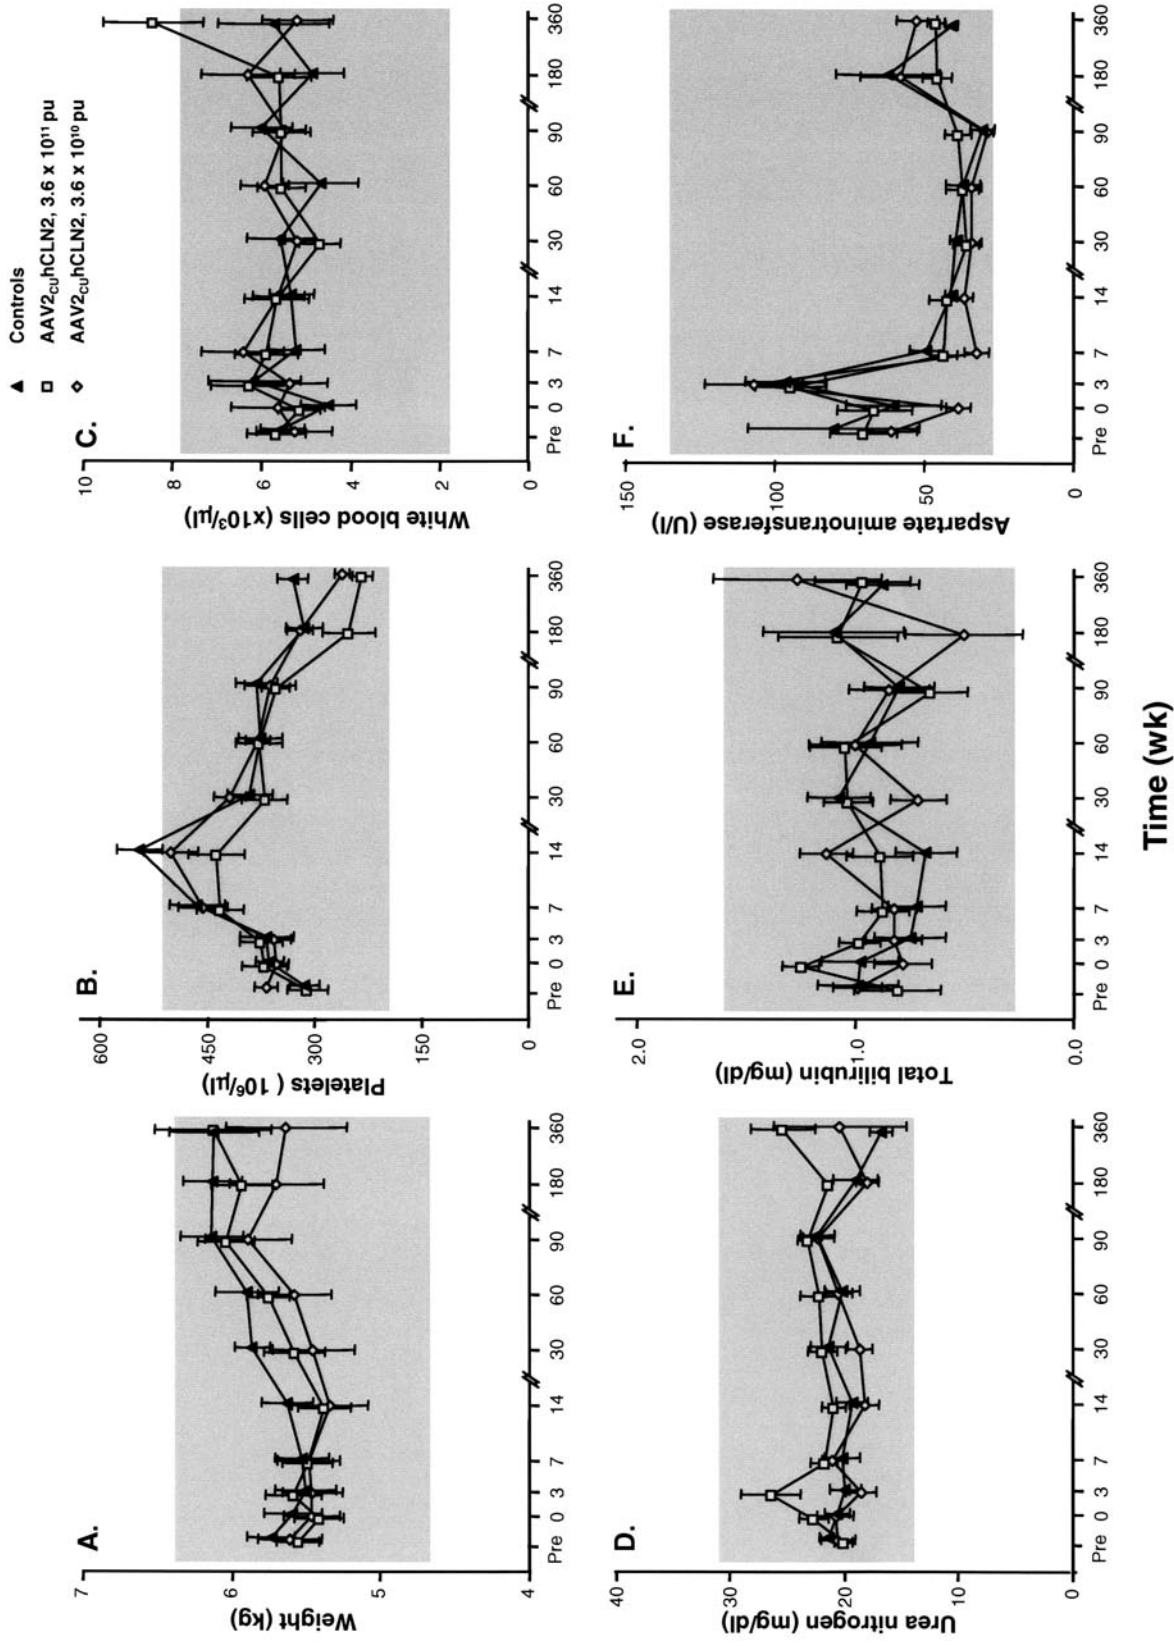 A.
Weight (kg)
7
6
5
4
Pre 0 3 7 14 30 60 90 180 360
B.
Platelets ( 10⁶/µl)
600
450
300
150
0
Pre 0 3 7 14 30 60 90 180 360
C.
▲ Controls
□ AAV2CUhCLN2, 3.6 x 10¹¹ pu
◇ AAV2CUhCLN2, 3.6 x 10¹⁰ pu
White blood cells (x10³/µl)
10
8
6
4
2
0
Pre 0 3 7 14 30 60 90 180 360
D.
Urea nitrogen (mg/dl)
40
30
20
10
0
Pre 0 3 7 14 30 60 90 180 360
E.
Total bilirubin (mg/dl)
2.0
1.0
0.0
Pre 0 3 7 14 30 60 90 180 360
F.
Aspartate aminotransferase (U/l)
150
100
50
0
Pre 0 3 7 14 30 60 90 180 360
Time (wk)